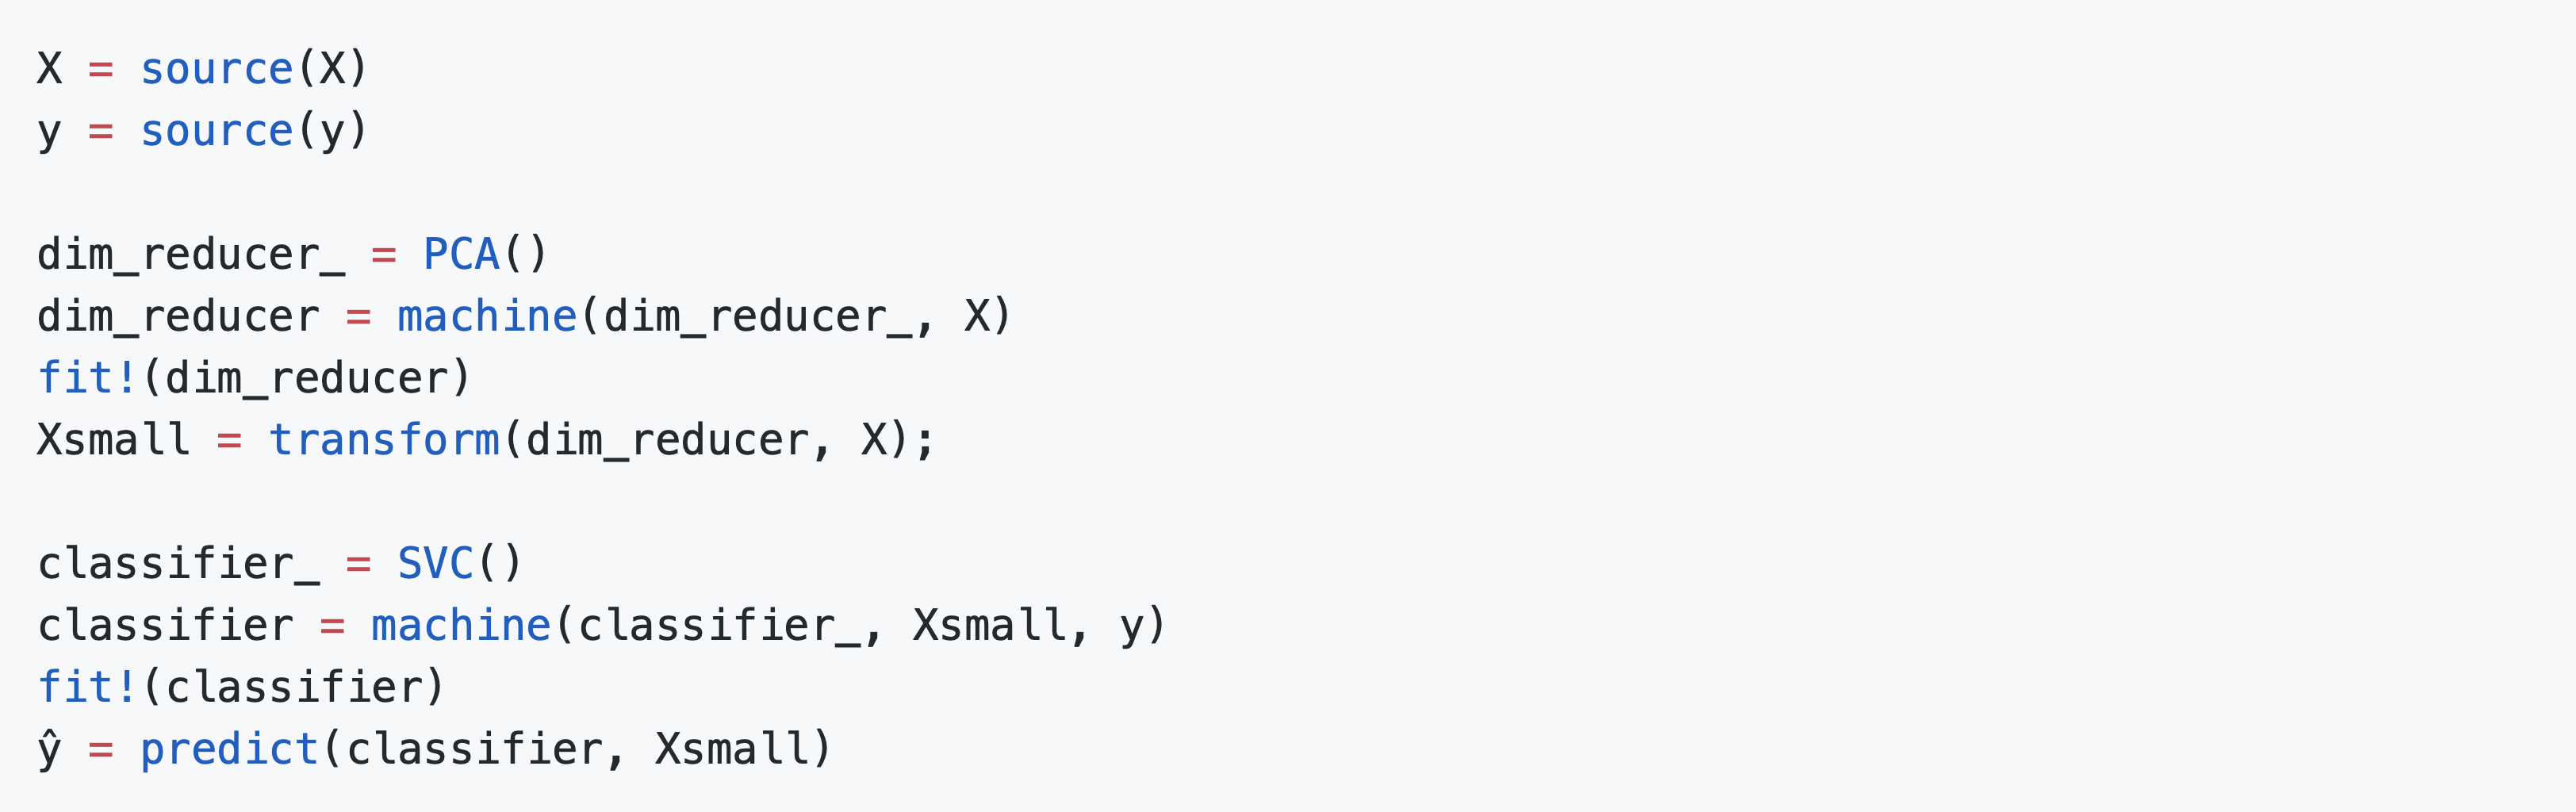 X = source(X)
y = source(y)
dim_reducer_ = PCA()
dim_reducer = machine(dim_reducer_, X)
fit!(dim_reducer)
Xsmall = transform(dim_reducer, X);
classifier_ = SVC()
classifier = machine(classifier_, Xsmall, y)
fit!(classifier)
ŷ = predict(classifier, Xsmall)